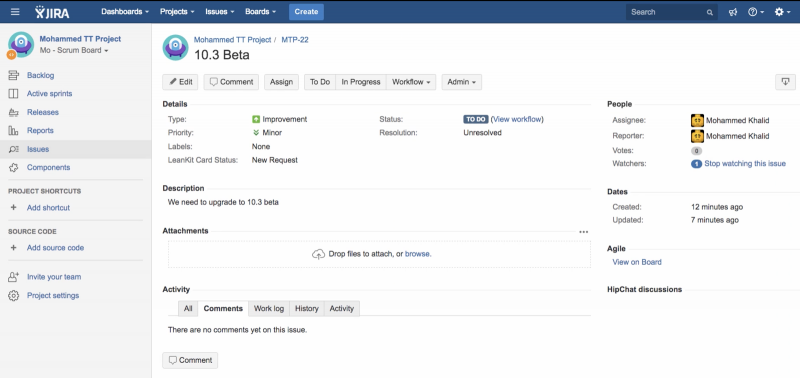 JIRA Dashboards Projects Issues Boards Create Search
Mohammed TT Project
Mo - Scrum Board
Backlog
Active sprints
Releases
Reports
Issues
Components
PROJECT SHORTCUTS
+ Add shortcut
SOURCE CODE
+ Add source code
Invite your team
Project settings
Mohammed TT Project / MTP-22
10.3 Beta
Edit Comment Assign To Do In Progress Workflow Admin
Details
Type: Improvement Status: TO DO (View workflow)
Priority: Minor Resolution: Unresolved
Labels: None
LeanKit Card Status: New Request
Description
We need to upgrade to 10.3 beta
Attachments
Drop files to attach, or browse.
Activity
All Comments Work log History Activity
There are no comments yet on this issue.
Comment
People
Assignee: Mohammed Khalid
Reporter: Mohammed Khalid
Votes: 0
Watchers: 1 Stop watching this issue
Dates
Created: 12 minutes ago
Updated: 7 minutes ago
Agile
View on Board
HipChat discussions